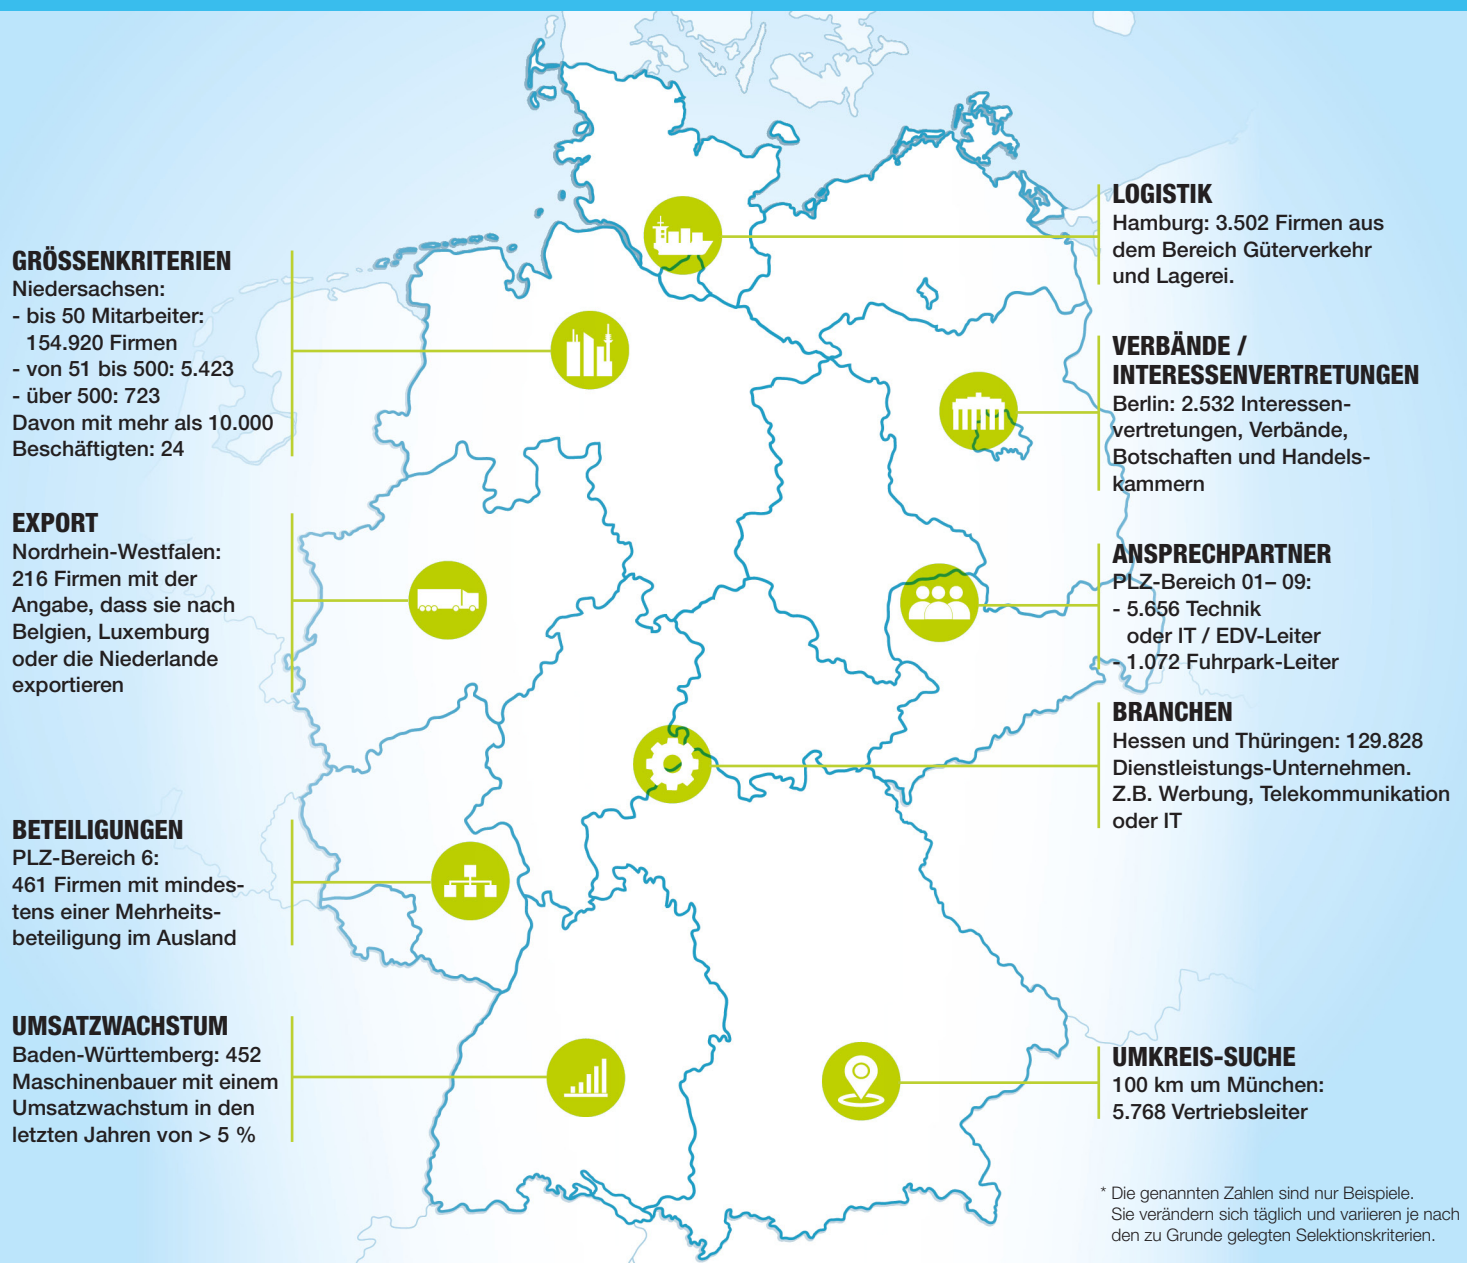 GRÖSSENKRITERIEN
Niedersachsen:
- bis 50 Mitarbeiter:
154.920 Firmen
- von 51 bis 500: 5.423
- über 500: 723
Davon mit mehr als 10.000
Beschäftigten: 24
EXPORT
Nordrhein-Westfalen:
216 Firmen mit der
Angabe, dass sie nach
Belgien, Luxemburg
oder die Niederlande
exportieren
BETEILIGUNGEN
PLZ-Bereich 6:
461 Firmen mit mindes-
tens einer Mehrheits-
beteiligung im Ausland
UMSATZWACHSTUM
Baden-Württemberg: 452
Maschinenbauer mit einem
Umsatzwachstum in den
letzten Jahren von > 5 %
LOGISTIK
Hamburg: 3.502 Firmen aus
dem Bereich Güterverkehr
und Lagerei.
VERBÄNDE /
INTERESSENVERTRETUNGEN
Berlin: 2.532 Interessen-
vertretungen, Verbände,
Botschaften und Handels-
kammern
ANSPRECHPARTNER
PLZ-Bereich 01– 09:
- 5.656 Technik
oder IT / EDV-Leiter
- 1.072 Fuhrpark-Leiter
BRANCHEN
Hessen und Thüringen: 129.828
Dienstleistungs-Unternehmen.
Z.B. Werbung, Telekommunikation
oder IT
UMKREIS-SUCHE
100 km um München:
5.768 Vertriebsleiter
* Die genannten Zahlen sind nur Beispiele.
Sie verändern sich täglich und variieren je nach
den zu Grunde gelegten Selektionskriterien.